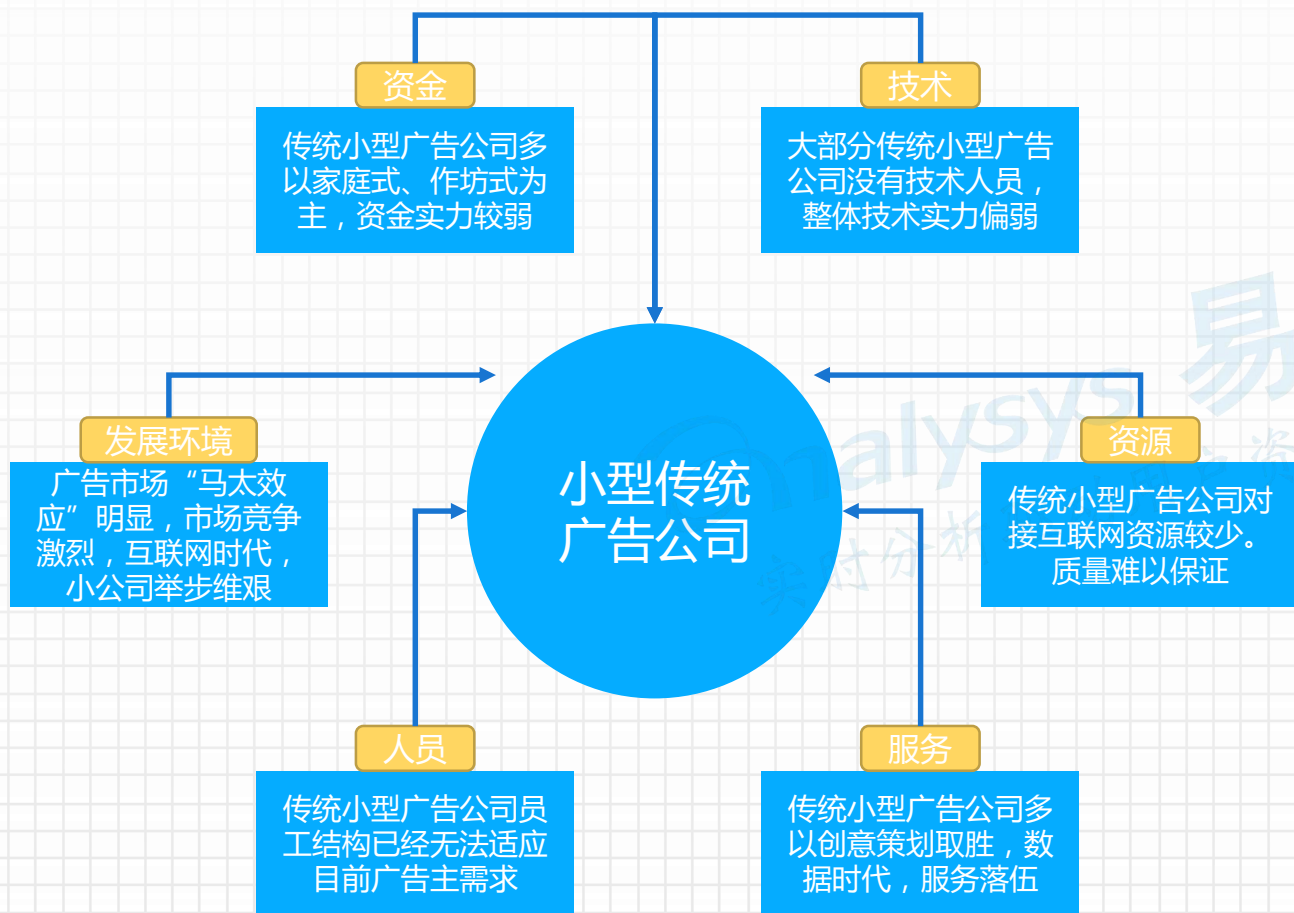 资金
传统小型广告公司多
以家庭式、作坊式为
主，资金实力较弱
技术
大部分传统小型广告
公司没有技术人员，
整体技术实力偏弱
发展环境
广告市场“马太效
应”明显，市场竞争
激烈，互联网时代，
小公司举步维艰
小型传统
广告公司
资源
传统小型广告公司对
接互联网资源较少。
质量难以保证
人员
传统小型广告公司员
工结构已经无法适应
目前广告主需求
服务
传统小型广告公司多
以创意策划取胜，数
据时代，服务落伍
nalysys 易
实时分析